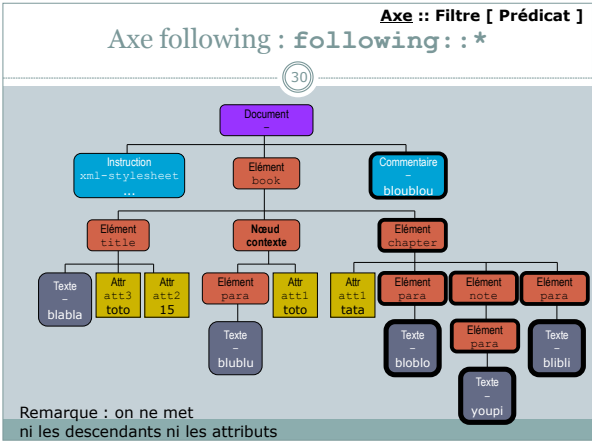 Axe :: Filtre [ Prédicat ]
Axe following : following::*
30
Document
–
Instruction
xml-stylesheet
...
Elément
book
Commentaire
–
bloublou
Elément
title
Nœud
contexte
Elément
chapter
Texte
–
blabla
Attr
att3
toto
Attr
att2
15
Elément
para
Attr
att1
toto
Attr
att1
tata
Elément
para
Elément
note
Elément
para
Texte
–
blublu
Texte
–
bloblo
Elément
para
Texte
–
blibli
Texte
–
youpi
Remarque : on ne met
ni les descendants ni les attributs